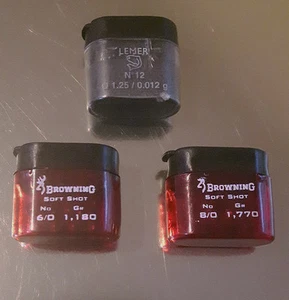 LEMER
N°12
Ø 1.25 / 0.012 g
BROWNING
SOFT SHOT
NO GR
6/0 1,180
BROWNING
SOFT SHOT
NO GR
8/0 1,770